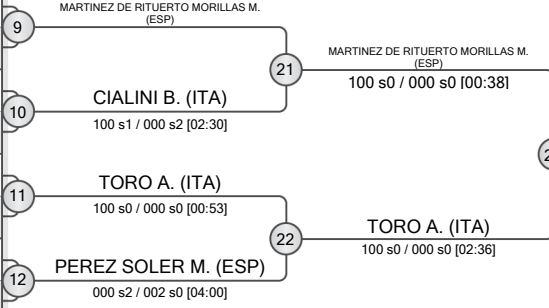 MARTINEZ DE RITUERTO MORILLAS M.
(ESP)
9
21
MARTINEZ DE RITUERTO MORILLAS M.
(ESP)
100 s0 / 000 s0 [00:38]
10
CIALINI B. (ITA)
100 s1 / 000 s2 [02:30]
11
TORO A. (ITA)
100 s0 / 000 s0 [00:53]
22
TORO A. (ITA)
100 s0 / 000 s0 [02:36]
12
PEREZ SOLER M. (ESP)
000 s2 / 002 s0 [04:00]